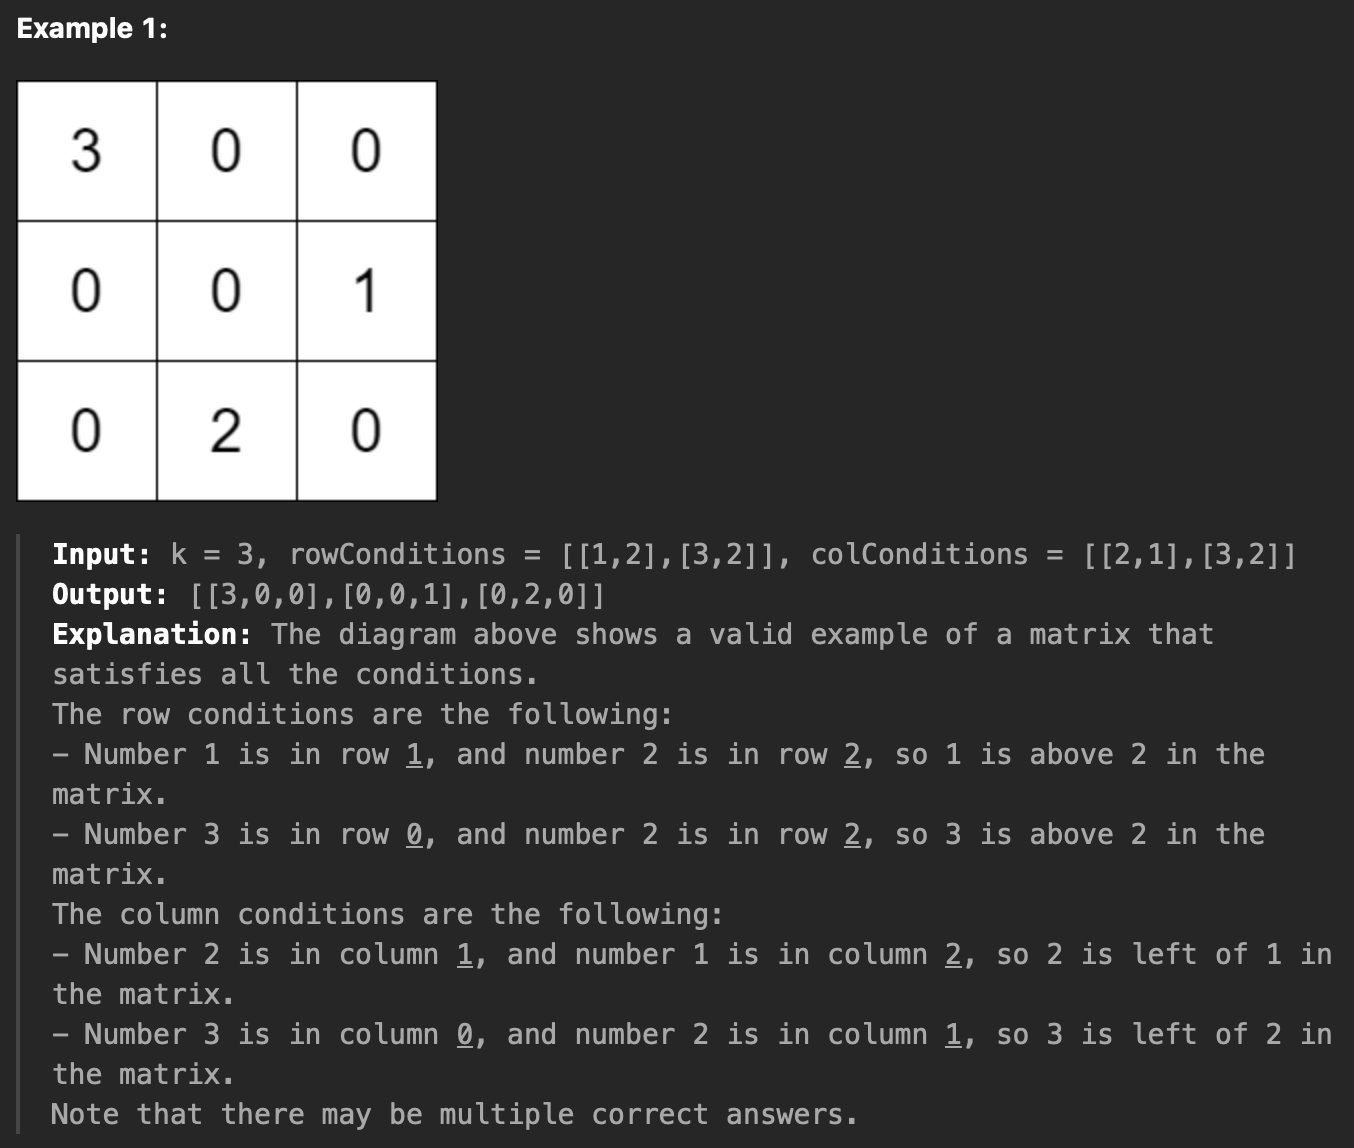 Example 1:
3 0 0
0 0 1
0 2 0
Input: k = 3, rowConditions = [[1,2],[3,2]], colConditions = [[2,1],[3,2]]
Output: [[3,0,0],[0,0,1],[0,2,0]]
Explanation: The diagram above shows a valid example of a matrix that
satisfies all the conditions.
The row conditions are the following:
- Number 1 is in row 1, and number 2 is in row 2, so 1 is above 2 in the
matrix.
- Number 3 is in row 0, and number 2 is in row 2, so 3 is above 2 in the
matrix.
The column conditions are the following:
- Number 2 is in column 1, and number 1 is in column 2, so 2 is left of 1 in
the matrix.
- Number 3 is in column 0, and number 2 is in column 1, so 3 is left of 2 in
the matrix.
Note that there may be multiple correct answers.